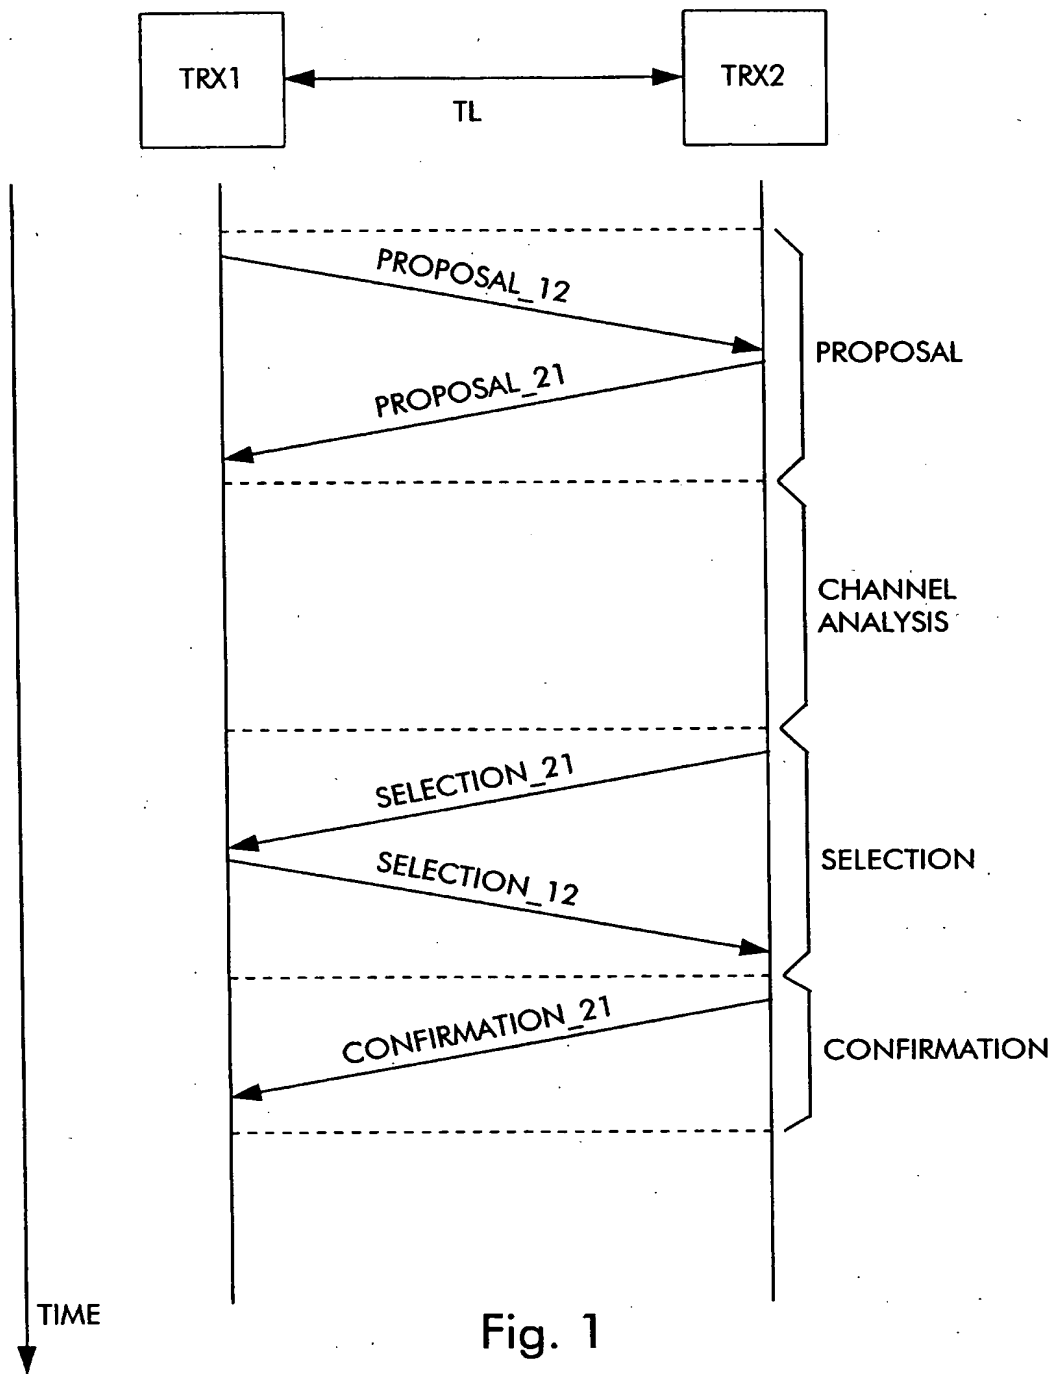 TRX1
TRX2
TL
PROPOSAL_12
PROPOSAL
PROPOSAL_21
CHANNEL
ANALYSIS
SELECTION_21
SELECTION
SELECTION_12
CONFIRMATION_21
CONFIRMATION
TIME
Fig. 1